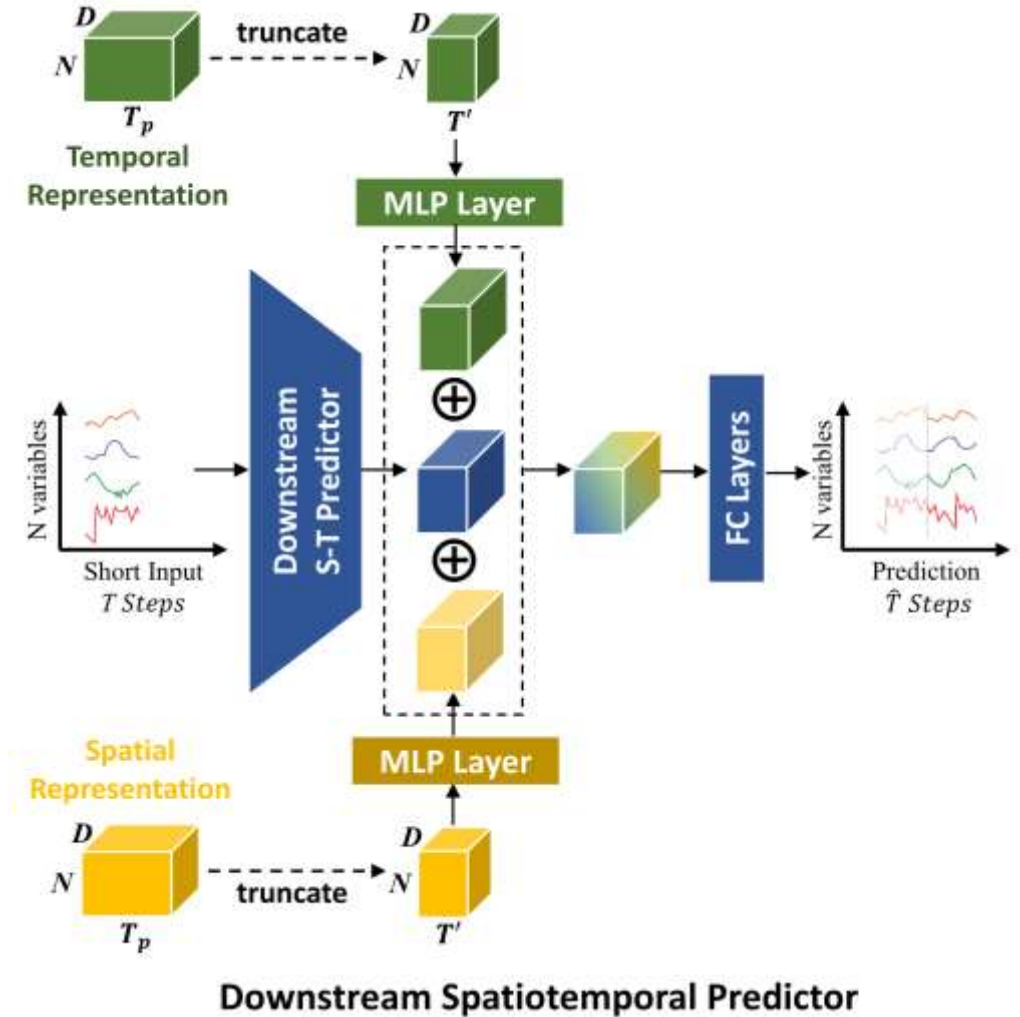 D
truncate
D
N
N
T_p
T'
Temporal
Representation
MLP Layer
Downstream
S-T Predictor
⊕
⊕
FC Layers
N variables
Short Input
T Steps
N variables
Prediction
T̂ Steps
Spatial
Representation
MLP Layer
D
D
N
truncate
N
T_p
T'
Downstream Spatiotemporal Predictor